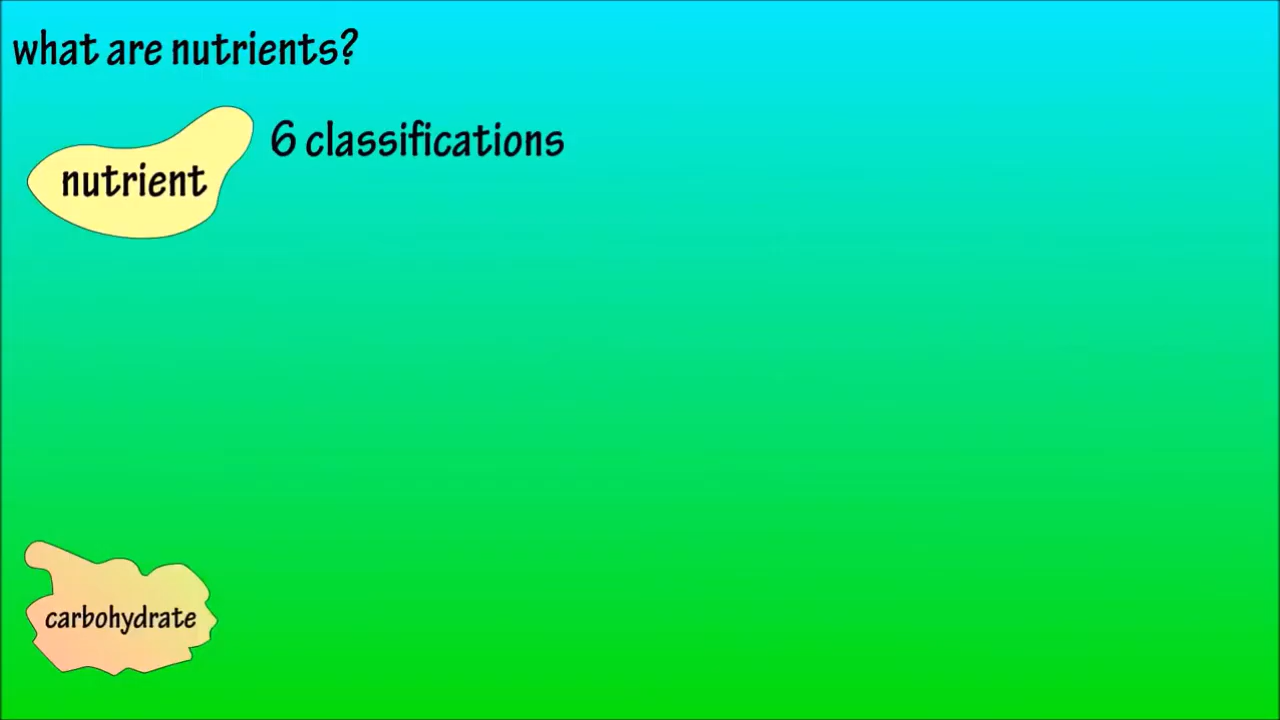 what are nutrients?
6 classifications
nutrient
carbohydrate